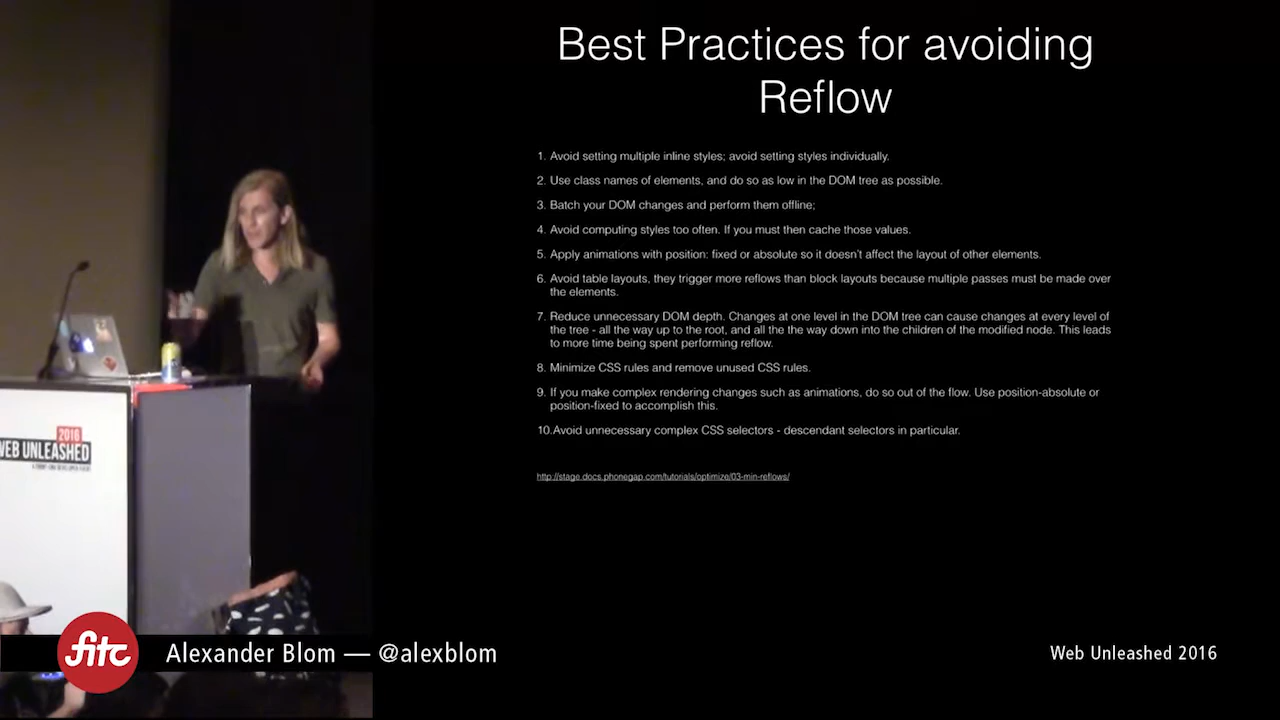 Best Practices for avoiding
Reflow
1. Avoid setting multiple inline styles; avoid setting styles individually.
2. Use class names of elements, and do so as low in the DOM tree as possible.
3. Batch your DOM changes and perform them offline;
4. Avoid computing styles too often. If you must then cache those values.
5. Apply animations with position: fixed or absolute so it doesn't affect the layout of other elements.
6. Avoid table layouts, they trigger more reflows than block layouts because multiple passes must be made over
the elements.
7. Reduce unnecessary DOM depth. Changes at one level in the DOM tree can cause changes at every level of
the tree - all the way up to the root, and all the the way down into the children of the modified node. This leads
to more time being spent performing reflow.
8. Minimize CSS rules and remove unused CSS rules.
9. If you make complex rendering changes such as animations, do so out of the flow. Use position-absolute or
position-fixed to accomplish this.
10.Avoid unnecessary complex CSS selectors - descendant selectors in particular.
http://stage.docs.phonegap.com/tutorials/optimize/03-min-reflows/
2016
WEB UNLEASHED
fitc
Alexander Blom — @alexblom
Web Unleashed 2016